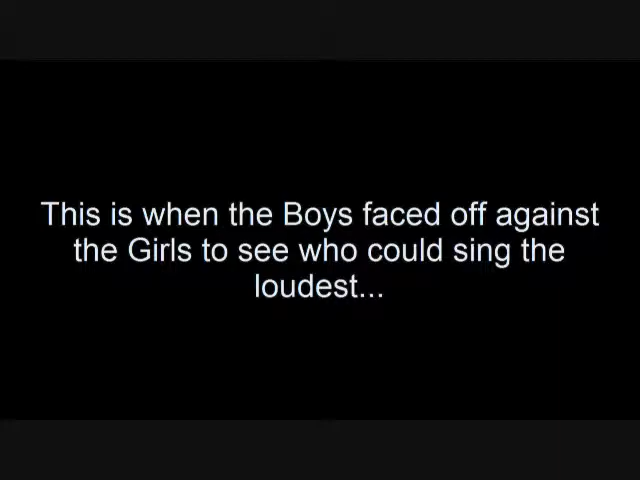 This is when the Boys faced off against
the Girls to see who could sing the
loudest...